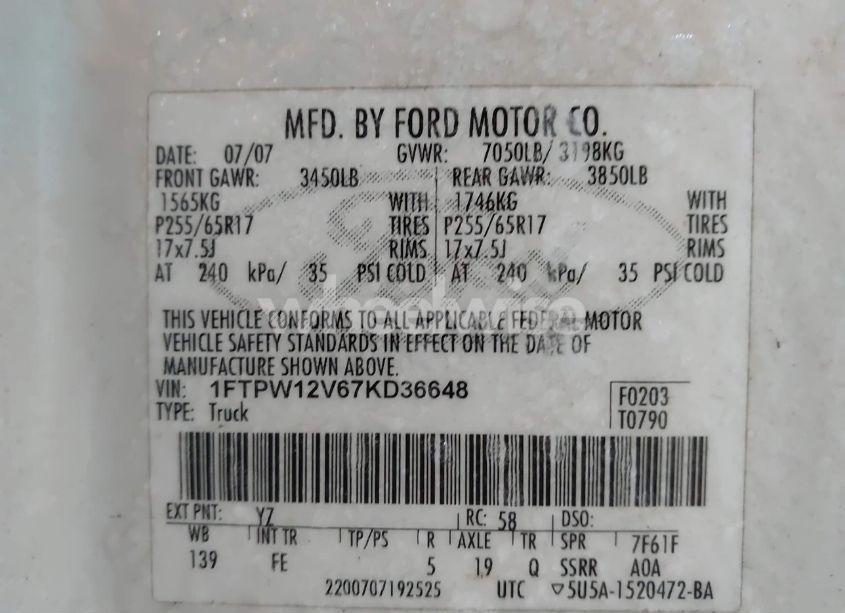 MFD. BY FORD MOTOR CO.
DATE: 07/07 GVWR: 7050LB/ 3198KG
FRONT GAWR: 3450LB REAR GAWR: 3850LB
1565KG WITH 1746KG WITH
P255/65R17 TIRES P255/65R17 TIRES
17x7.5J RIMS 17x7.5J RIMS
AT 240 kPa/ 35 PSI COLD AT 240 kPa/ 35 PSI COLD
wheelwire
THIS VEHICLE CONFORMS TO ALL APPLICABLE FEDERAL MOTOR
VEHICLE SAFETY STANDARDS IN EFFECT ON THE DATE OF
MANUFACTURE SHOWN ABOVE.
VIN: 1FTPW12V67KD36648
F0203
TYPE: Truck
T0790
EXT PNT: YZ RC: 58 DSO:
WB INT TR TP/PS R AXLE TR SPR 7F61F
139 FE 5 19 Q SSRR AOA
2200707192525 UTC ▽5U5A-1520472-BA